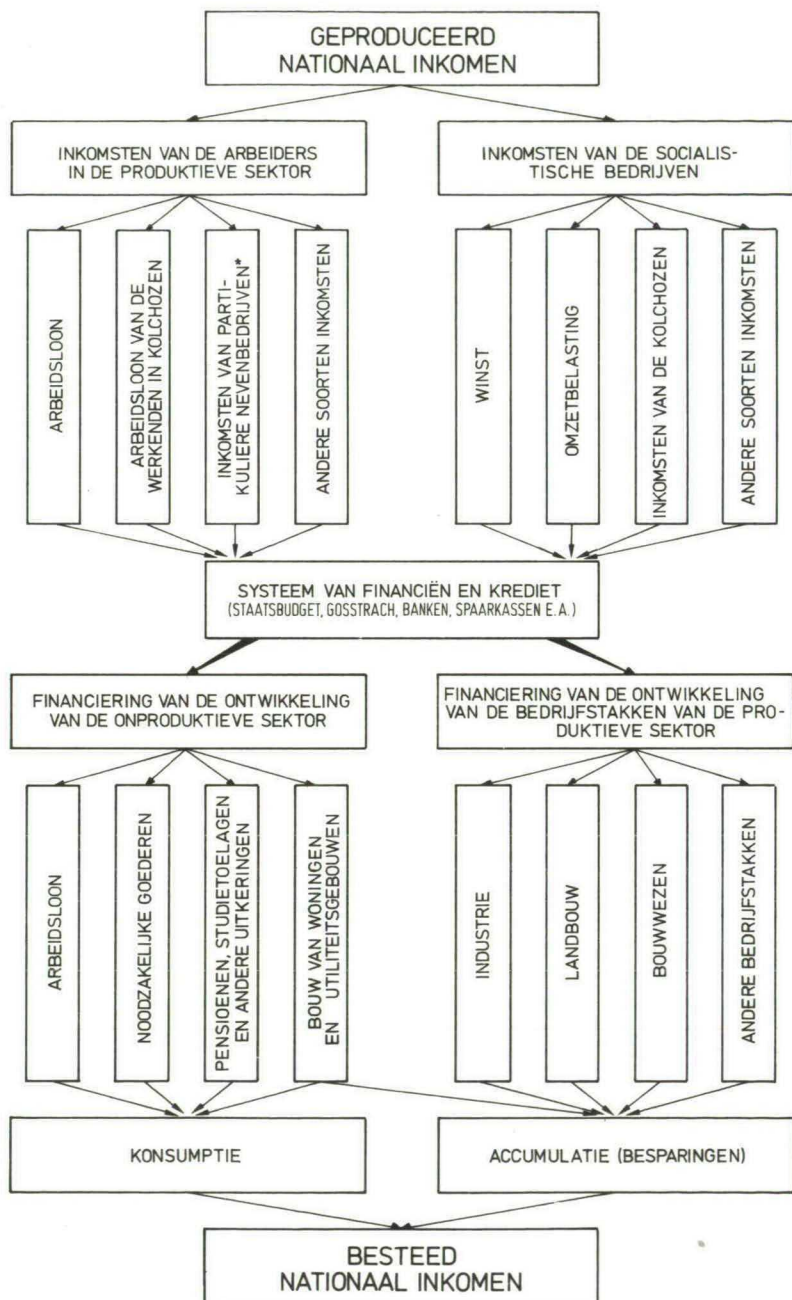 GEPRODUCEERD
NATIONAAL INKOMEN
INKOMSTEN VAN DE ARBEIDERS
IN DE PRODUKTIEVE SEKTOR
INKOMSTEN VAN DE SOCIALIS-
TISCHE BEDRIJVEN
ARBEIDSLOON
ARBEIDSLOON VAN DE
WERKENDEN IN KOLCHOZEN
INKOMSTEN VAN PARTI-
KULIERE NEVENBEDRIJVEN*
ANDERE SOORTEN INKOMSTEN
WINST
OMZETBELASTING
INKOMSTEN VAN DE KOLCHOZEN
ANDERE SOORTEN INKOMSTEN
SYSTEEM VAN FINANCIËN EN KREDIET
(STAATSBUDGET, GOSSTRACH, BANKEN, SPAARKASSEN E.A.)
FINANCIERING VAN DE ONTWIKKELING
VAN DE ONPRODUKTIEVE SEKTOR
FINANCIERING VAN DE ONTWIKKELING
VAN DE BEDRIJFSTAKKEN VAN DE PRO-
DUKTIEVE SEKTOR
ARBEIDSLOON
NOODZAKELIJKE GOEDEREN
PENSIOENEN, STUDIETOELAGEN
EN ANDERE UITKERINGEN
BOUW VAN WONINGEN
EN UTILITEITSGEBOUWEN
INDUSTRIE
LANDBOUW
BOUWWEZEN
ANDERE BEDRIJFSTAKKEN
KONSUMPTIE
ACCUMULATIE (BESPARINGEN)
BESTEED
NATIONAAL INKOMEN